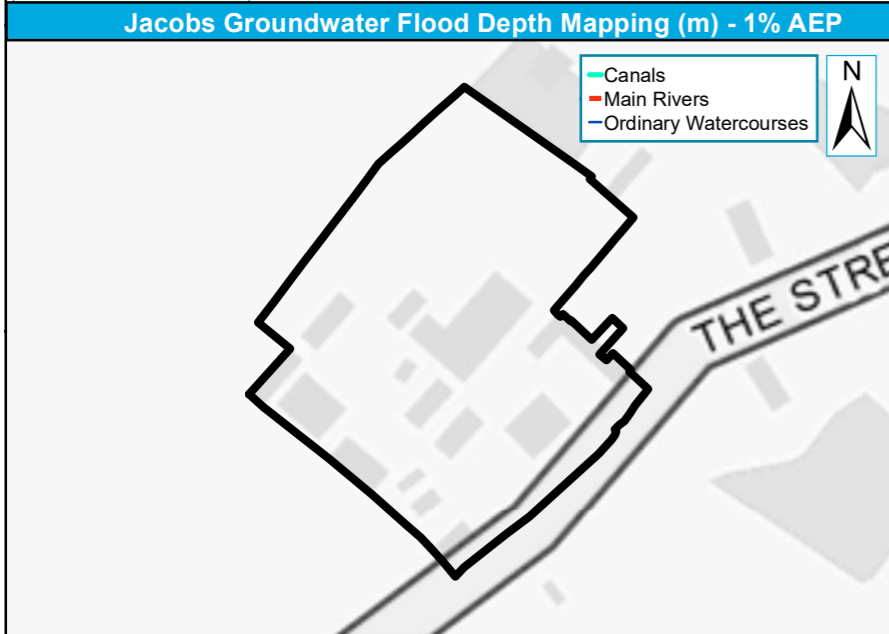 Jacobs Groundwater Flood Depth Mapping (m) - 1% AEP
Canals
Main Rivers
Ordinary Watercourses
N
THE STRE